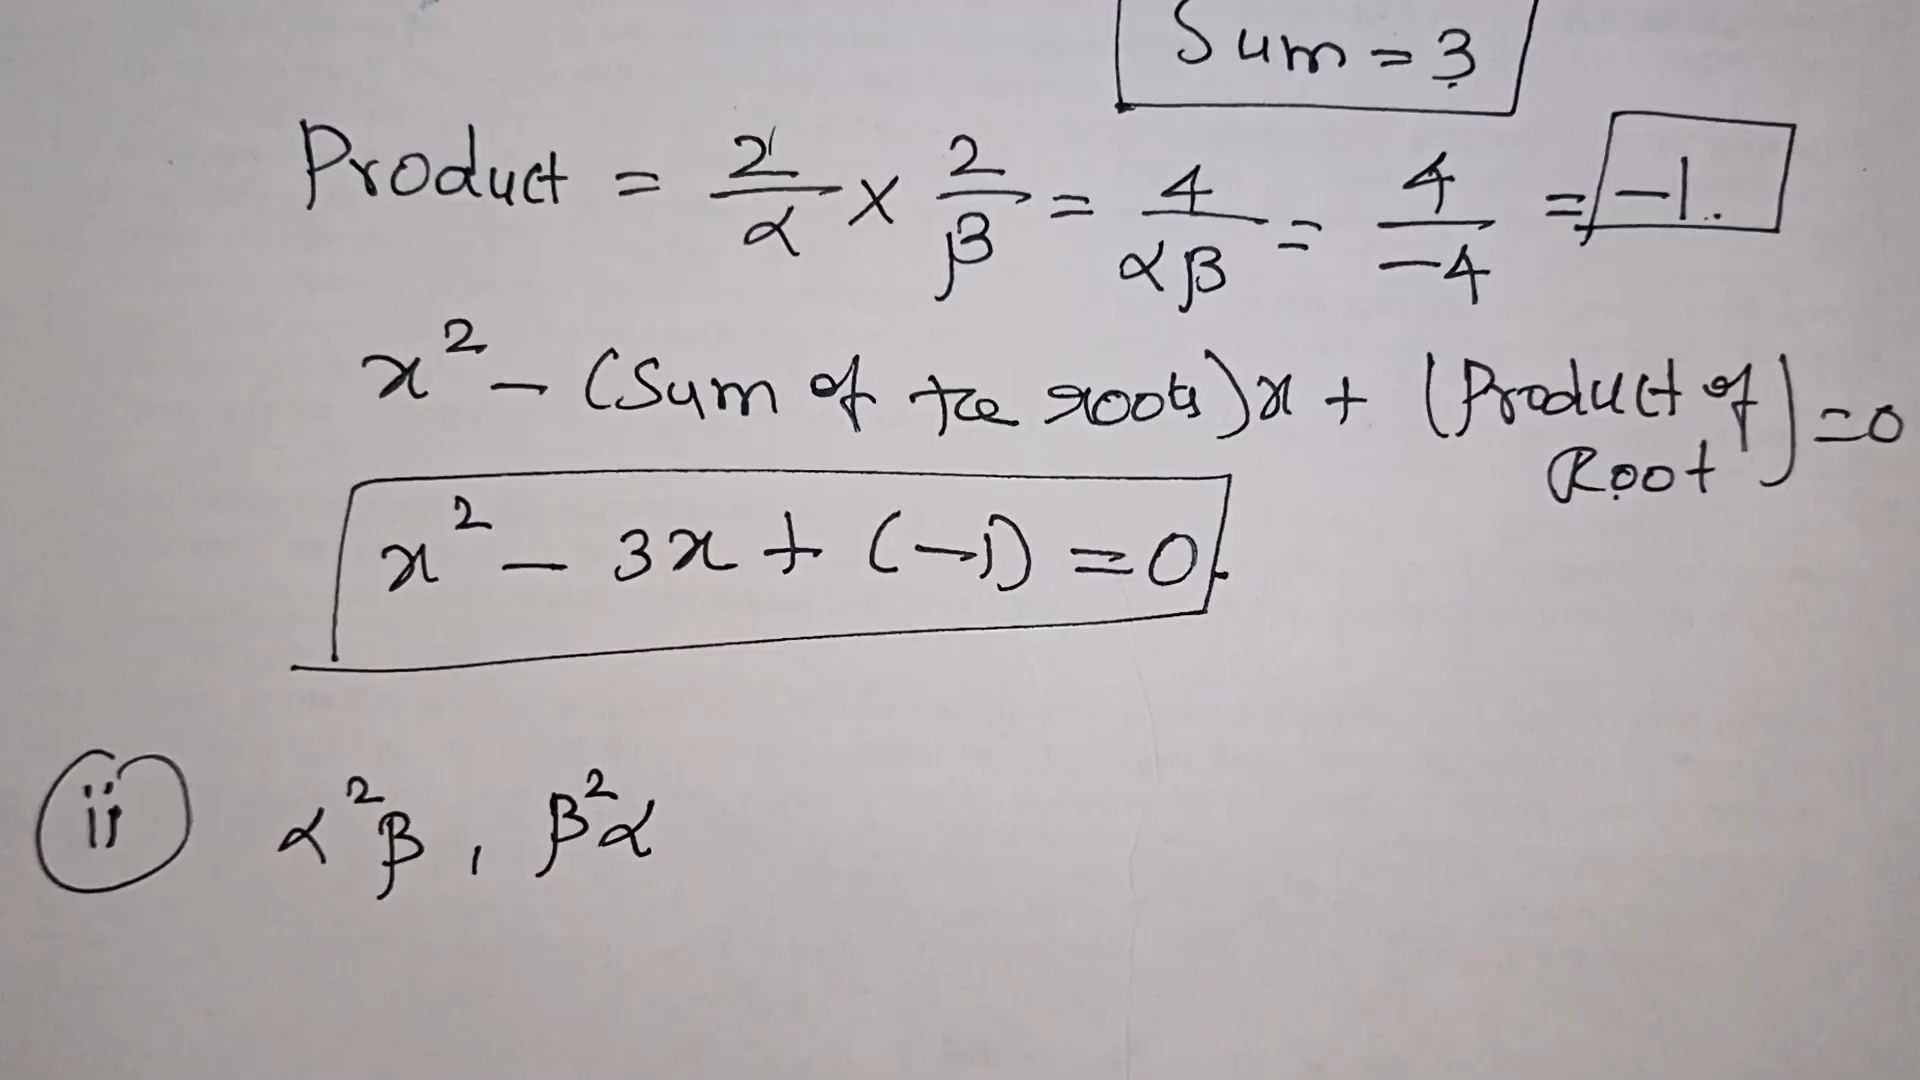 Sum = 3
Product = 2/α × 2/β = 4/αβ = 4/-4 = -1.
x² - (Sum of the roots)x + (Product of Root) = 0
x² - 3x + (-1) = 0.
ii α²β, β²α